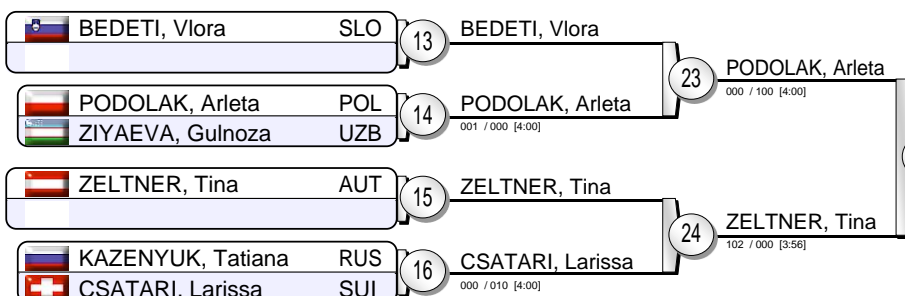 BEDETI, Vlora SLO
13
BEDETI, Vlora
PODOLAK, Arleta POL
ZIYAEVA, Gulnoza UZB
14
PODOLAK, Arleta
001 / 000 [4:00]
23
PODOLAK, Arleta
000 / 100 [4:00]
ZELTNER, Tina AUT
15
ZELTNER, Tina
KAZENYUK, Tatiana RUS
CSATARI, Larissa SUI
16
CSATARI, Larissa
000 / 010 [4:00]
24
ZELTNER, Tina
102 / 000 [3:56]